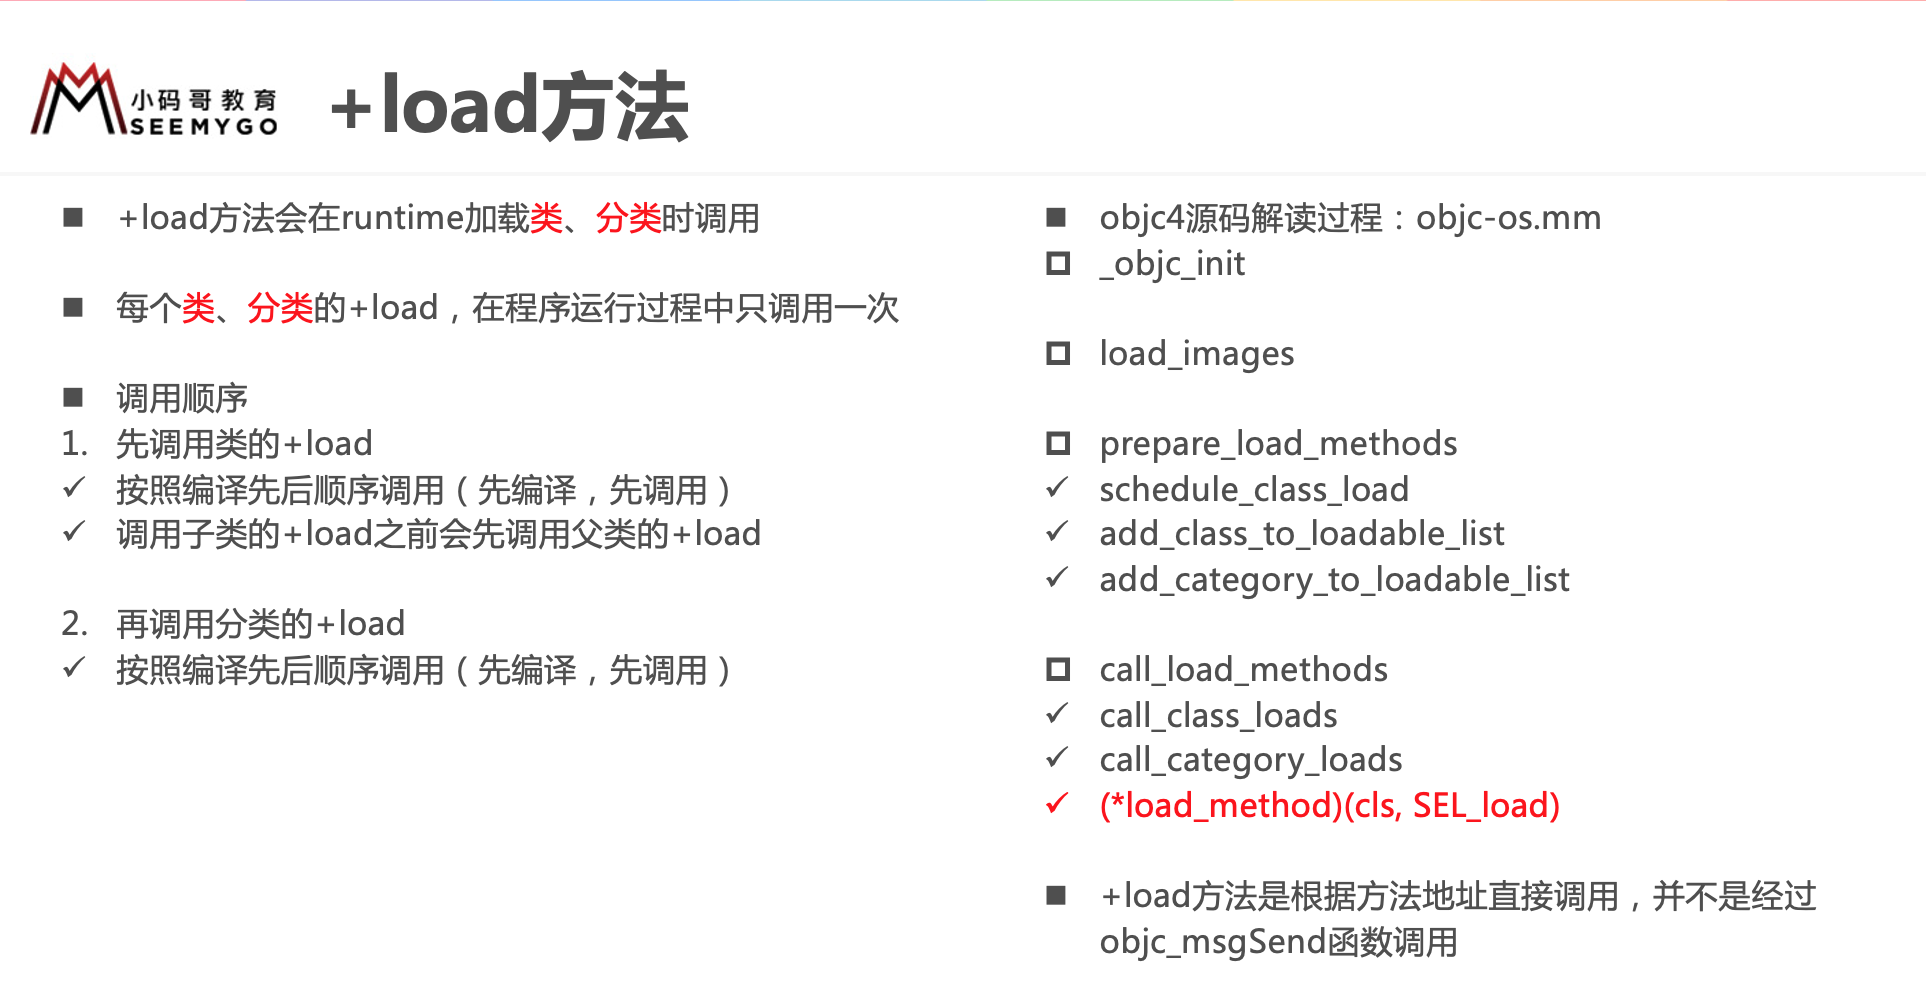 小码哥教育
SEEMYGO
+load方法
■ +load方法会在runtime加载类、分类时调用
■ 每个类、分类的+load，在程序运行过程中只调用一次
■ 调用顺序
1. 先调用类的+load
✓ 按照编译先后顺序调用（先编译，先调用）
✓ 调用子类的+load之前会先调用父类的+load
2. 再调用分类的+load
✓ 按照编译先后顺序调用（先编译，先调用）
■ objc4源码解读过程：objc-os.mm
□ _objc_init
□ load_images
□ prepare_load_methods
✓ schedule_class_load
✓ add_class_to_loadable_list
✓ add_category_to_loadable_list
□ call_load_methods
✓ call_class_loads
✓ call_category_loads
✓ (*load_method)(cls, SEL_load)
■ +load方法是根据方法地址直接调用，并不是经过
objc_msgSend函数调用